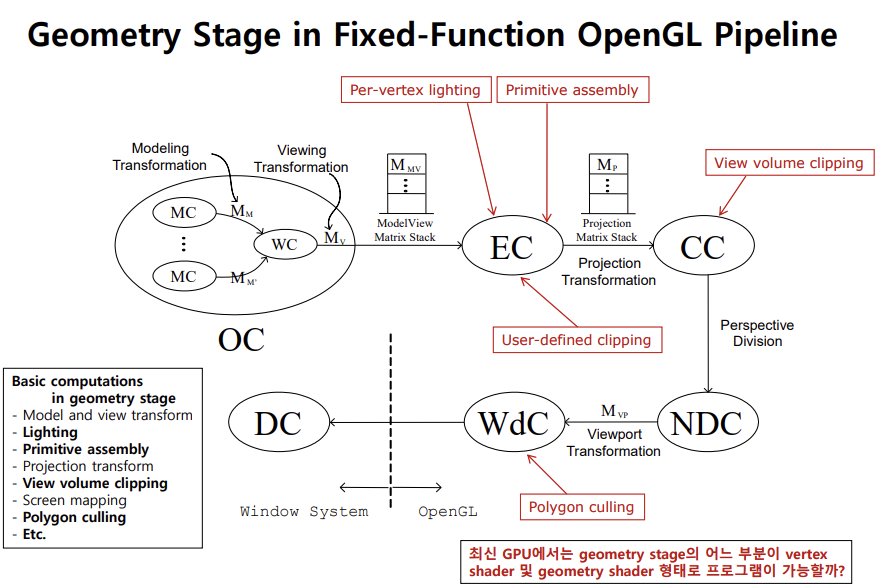 Geometry Stage in Fixed-Function OpenGL Pipeline
Per-vertex lighting
Primitive assembly
View volume clipping
Modeling
Transformation
Viewing
Transformation
MC
M_M
⋮
WC
M_V
MC
M_M'
OC
M_MV
⋮
ModelView
Matrix Stack
EC
M_P
⋮
Projection
Matrix Stack
Projection
Transformation
CC
User-defined clipping
Perspective
Division
Basic computations
in geometry stage
- Model and view transform
- Lighting
- Primitive assembly
- Projection transform
- View volume clipping
- Screen mapping
- Polygon culling
- Etc.
DC
WdC
M_VP
Viewport
Transformation
NDC
Window System
OpenGL
Polygon culling
최신 GPU에서는 geometry stage의 어느 부분이 vertex
shader 및 geometry shader 형태로 프로그램이 가능할까?